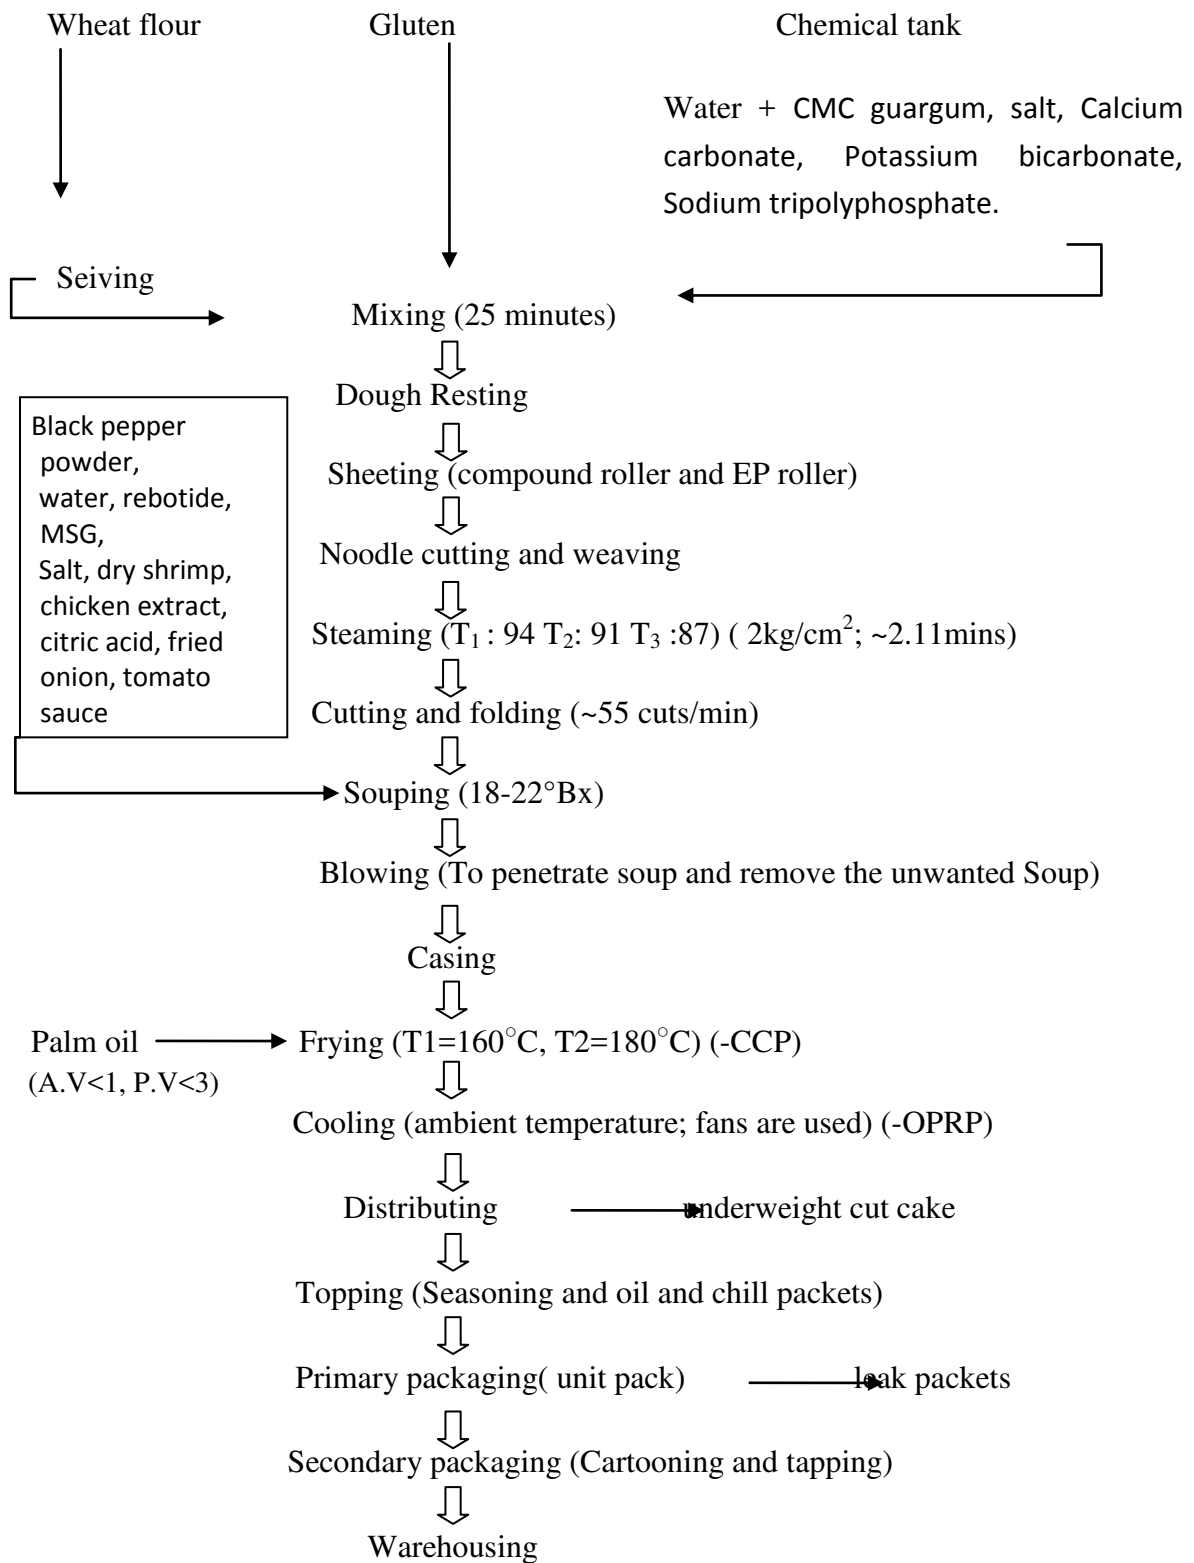 Wheat flour
Gluten
Chemical tank
Water + CMC guargum, salt, Calcium
carbonate, Potassium bicarbonate,
Sodium tripolyphosphate.
Seiving
Mixing (25 minutes)
Dough Resting
Black pepper
powder,
water, rebotide,
MSG,
Salt, dry shrimp,
chicken extract,
citric acid, fried
onion, tomato
sauce
Sheeting (compound roller and EP roller)
Noodle cutting and weaving
Steaming (T₁ : 94 T₂: 91 T₃ :87) ( 2kg/cm²; ~2.11mins)
Cutting and folding (~55 cuts/min)
Souping (18-22°Bx)
Blowing (To penetrate soup and remove the unwanted Soup)
Casing
Palm oil
(A.V<1, P.V<3)
Frying (T1=160°C, T2=180°C) (-CCP)
Cooling (ambient temperature; fans are used) (-OPRP)
Distributing
underweight cut cake
Topping (Seasoning and oil and chill packets)
Primary packaging( unit pack)
leak packets
Secondary packaging (Cartooning and tapping)
Warehousing